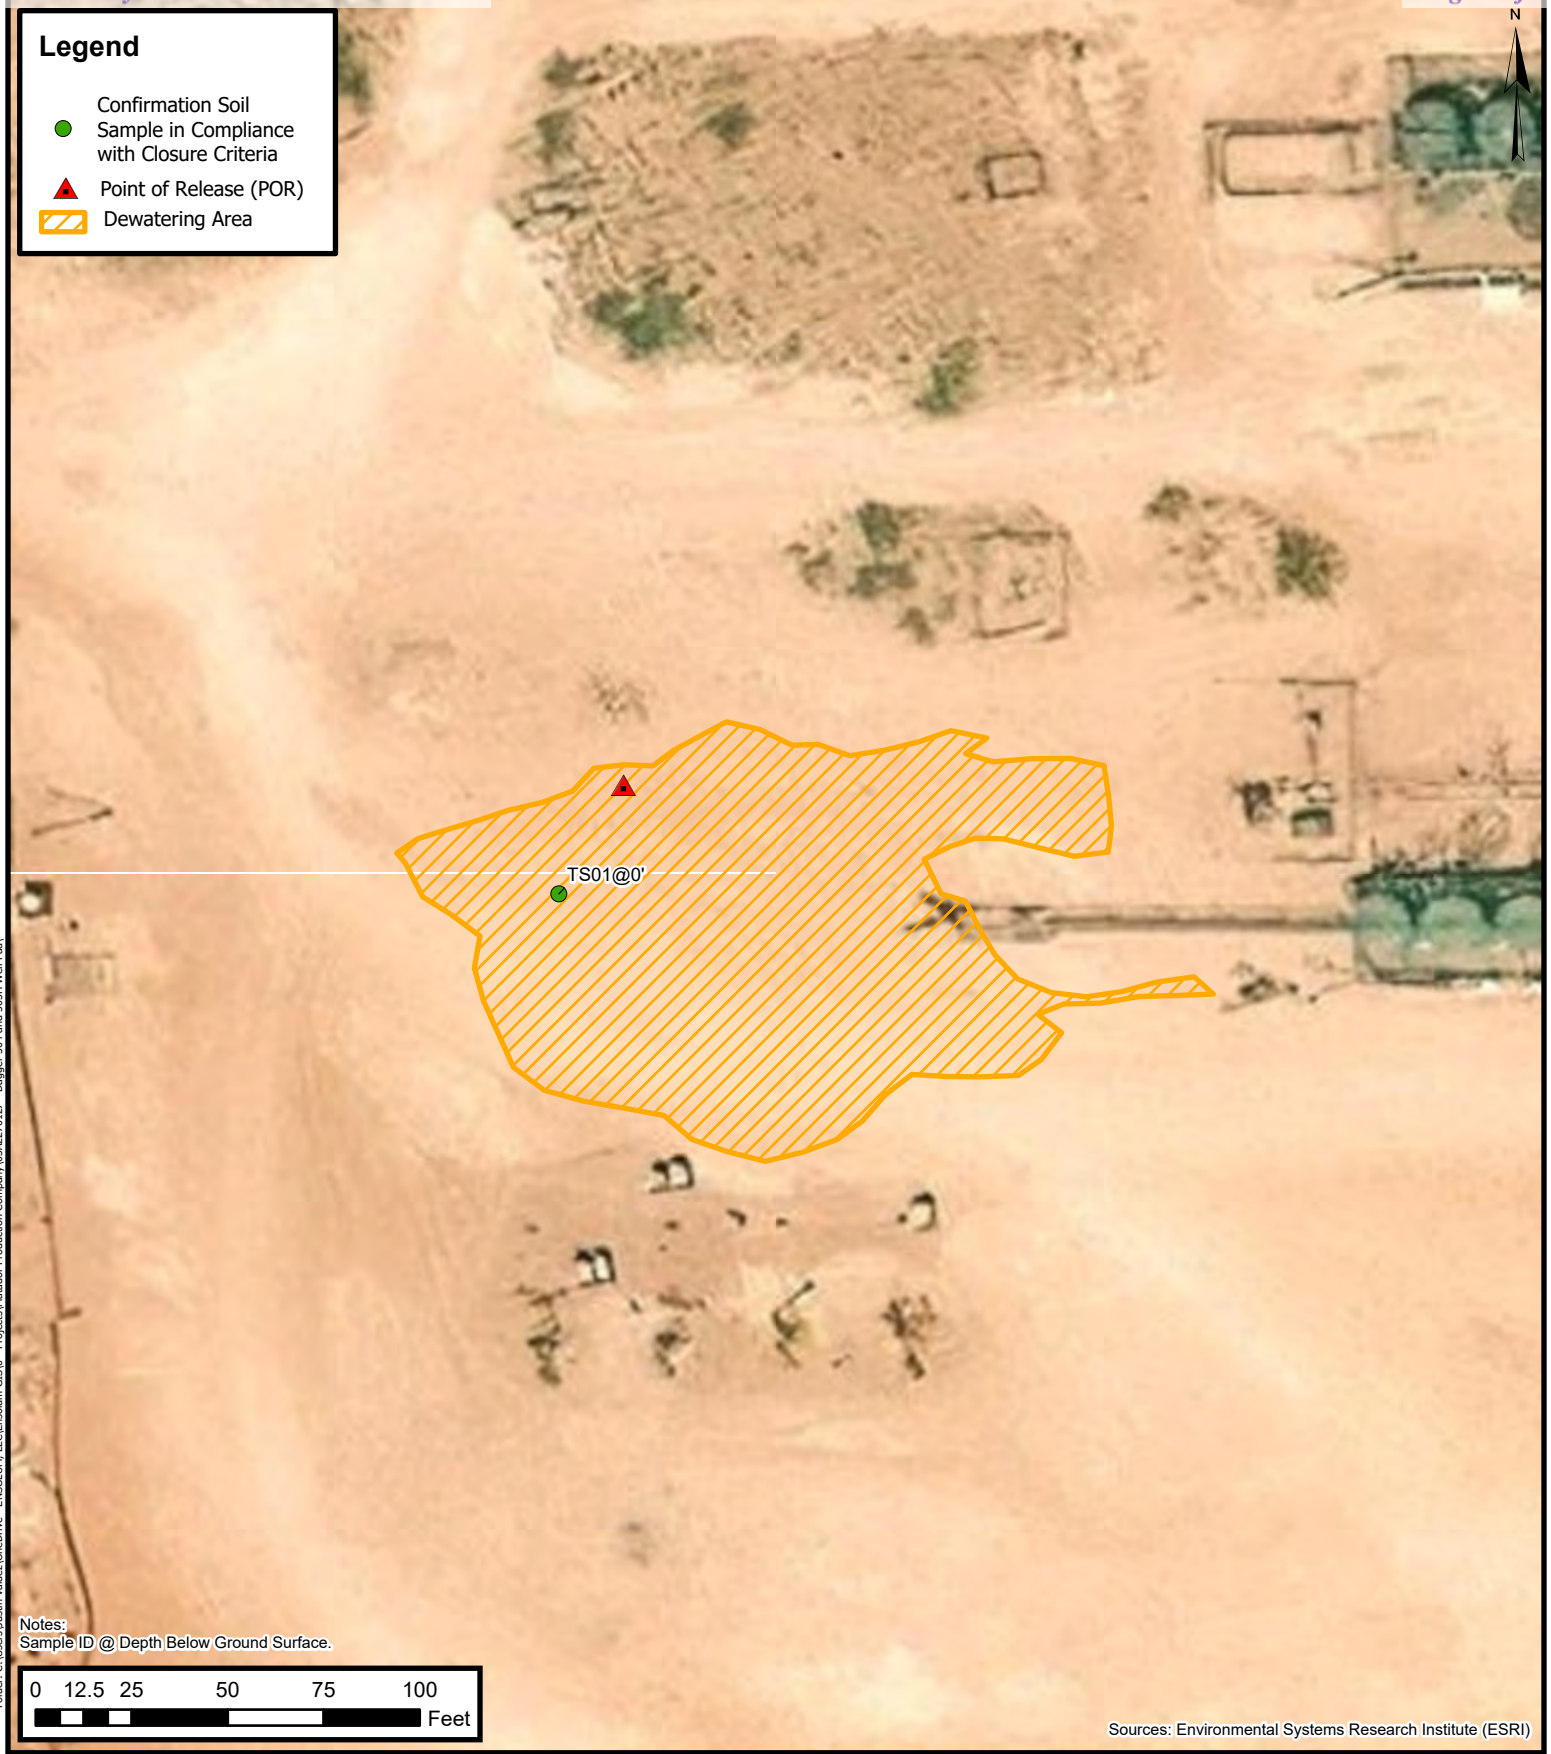 Legend
Confirmation Soil
Sample in Compliance
with Closure Criteria
Point of Release (POR)
Dewatering Area
N
TS01@0'
Notes:
Sample ID @ Depth Below Ground Surface.
0 12.5 25 50 75 100
Feet
Sources: Environmental Systems Research Institute (ESRI)